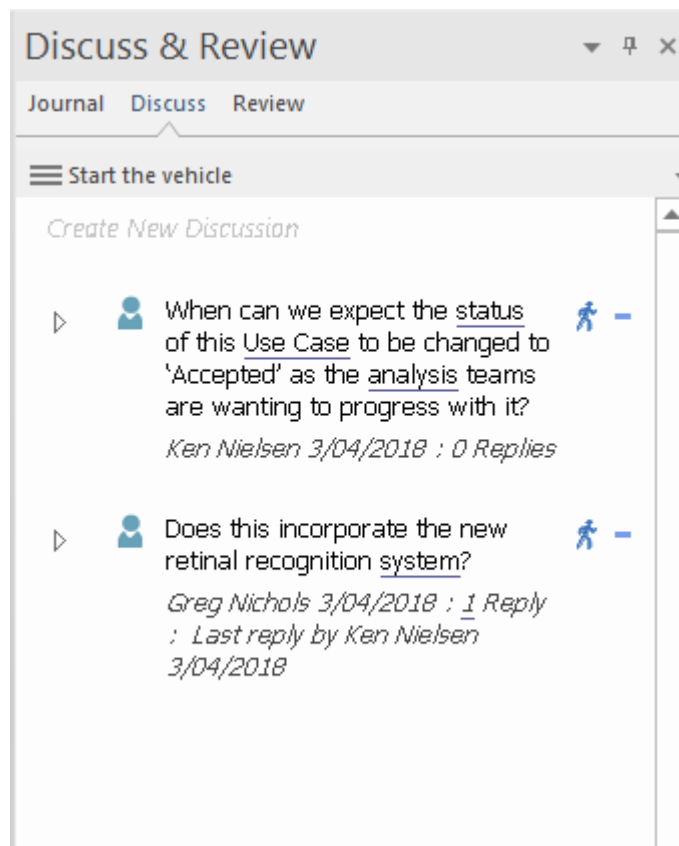 Discuss & Review
Journal Discuss Review
Start the vehicle
Create New Discussion
When can we expect the status
of this Use Case to be changed to
'Accepted' as the analysis teams
are wanting to progress with it?
Ken Nielsen 3/04/2018 : 0 Replies
Does this incorporate the new
retinal recognition system?
Greg Nichols 3/04/2018 : 1 Reply
: Last reply by Ken Nielsen
3/04/2018